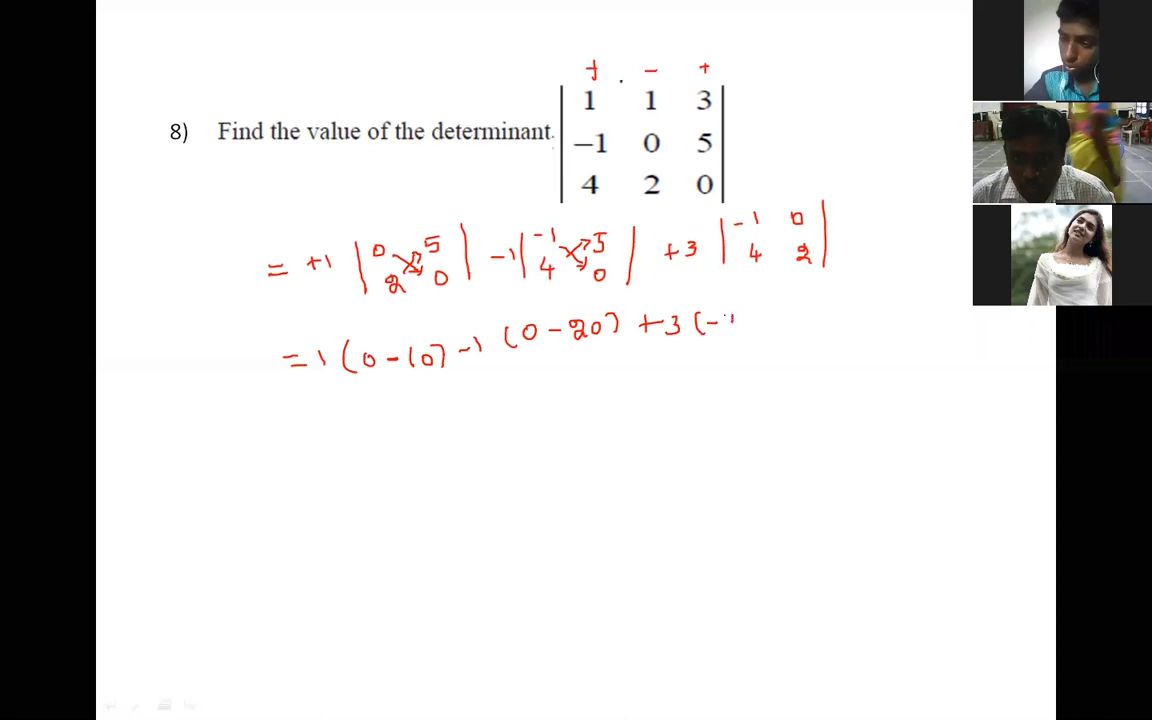 + . - +
8) Find the value of the determinant. | 1 1 3 |
| −1 0 5 |
| 4 2 0 |
= +1 | 0 5 | -1 | -1 5 | +3 | -1 0 |
| 2 0 | | 4 0 | | 4 2 |
= 1 (0 - 10) - 1 (0 - 20) + 3 (-